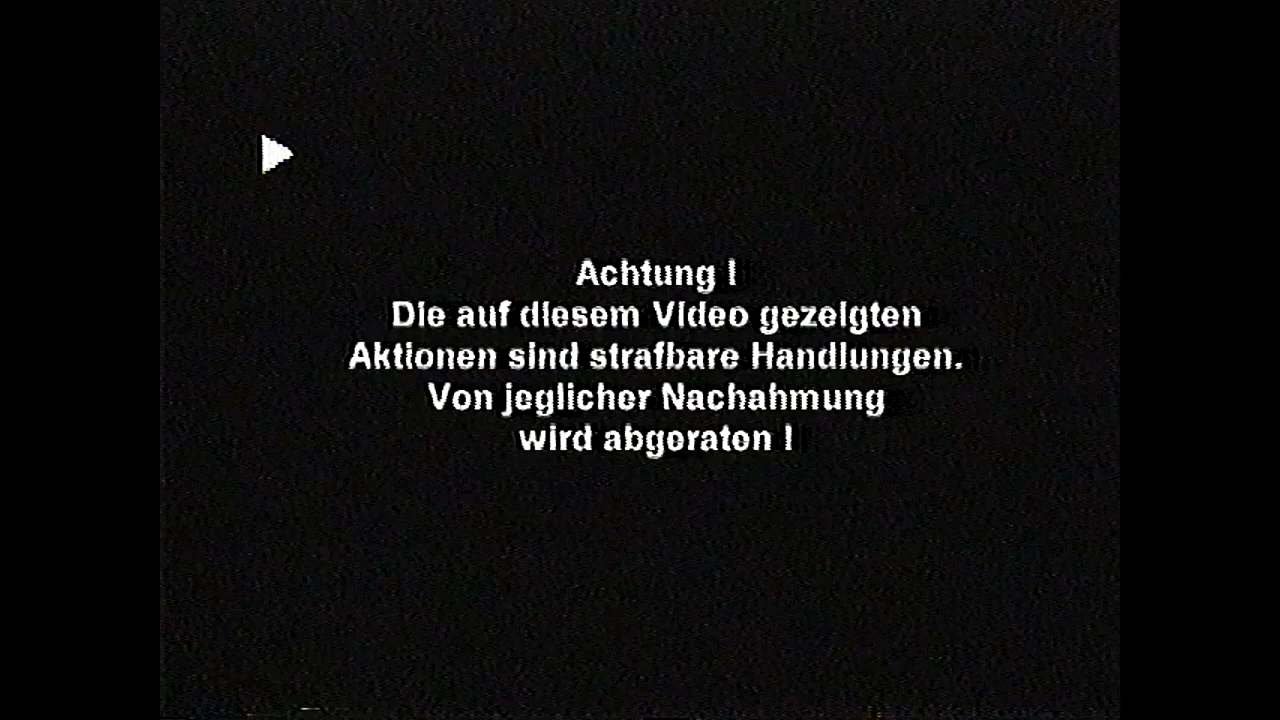 Achtung !
Die auf diesem Video gezeigten
Aktionen sind strafbare Handlungen.
Von jeglicher Nachahmung
wird abgeraten !